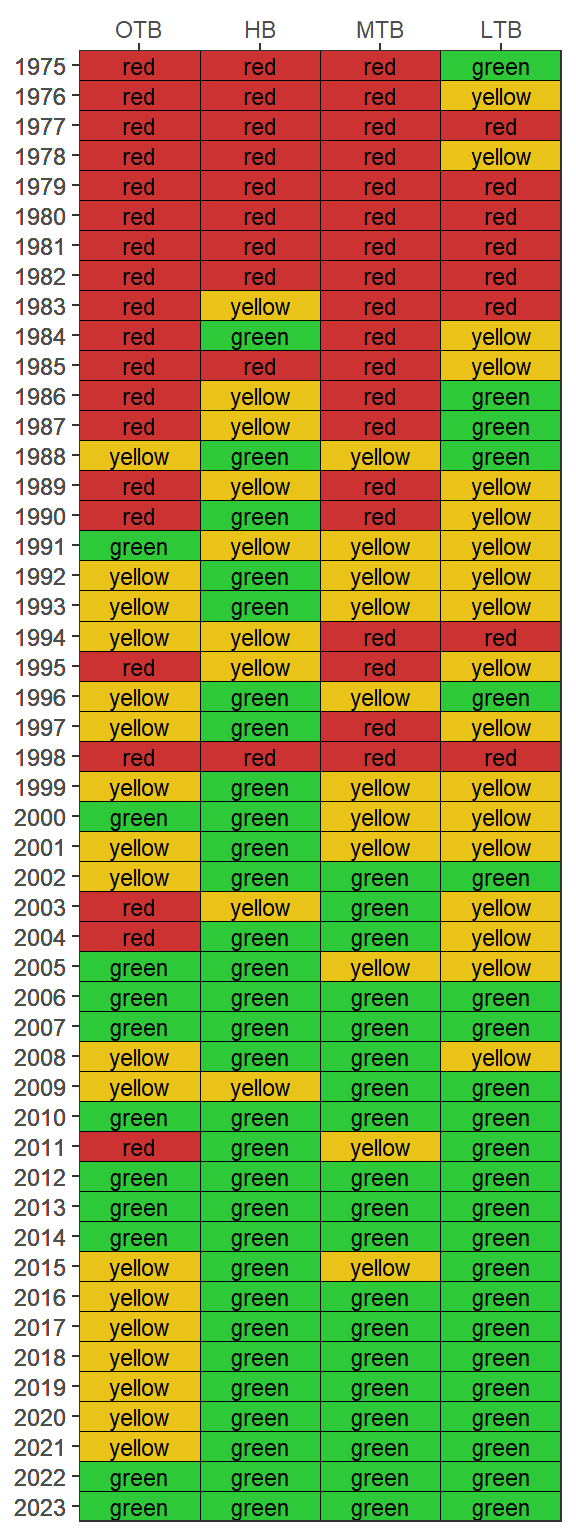 OTB HB MTB LTB
1975 red red red green
1976 red red red yellow
1977 red red red red
1978 red red red yellow
1979 red red red red
1980 red red red red
1981 red red red red
1982 red red red red
1983 red yellow red red
1984 red green red yellow
1985 red red red yellow
1986 red yellow red green
1987 red yellow red green
1988 yellow green yellow green
1989 red yellow red yellow
1990 red green red yellow
1991 green yellow yellow yellow
1992 yellow green yellow yellow
1993 yellow green yellow yellow
1994 yellow yellow red red
1995 red yellow red yellow
1996 yellow green yellow green
1997 yellow green red yellow
1998 red red red red
1999 yellow green yellow yellow
2000 green green yellow yellow
2001 yellow green yellow yellow
2002 yellow green green green
2003 red yellow green yellow
2004 red green green yellow
2005 green green yellow yellow
2006 green green green green
2007 green green green green
2008 yellow green green yellow
2009 yellow yellow green green
2010 green green green green
2011 red green yellow green
2012 green green green green
2013 green green green green
2014 green green green green
2015 yellow green yellow green
2016 yellow green green green
2017 yellow green green green
2018 yellow green green green
2019 yellow green green green
2020 yellow green green green
2021 yellow green green green
2022 green green green green
2023 green green green green